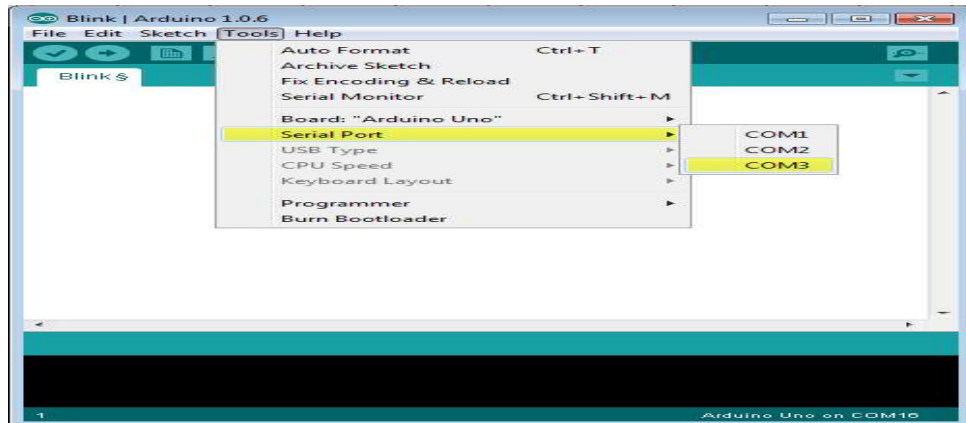 Blink | Arduino 1.0.6
File Edit Sketch Tools Help
Auto Format Ctrl+T
Archive Sketch
Blink §
Fix Encoding & Reload
Serial Monitor Ctrl+Shift+M
Board: "Arduino Uno"
Serial Port
COM1
USB Type
COM2
CPU Speed
COM3
Keyboard Layout
Programmer
Burn Bootloader
1 Arduino Uno on COM16